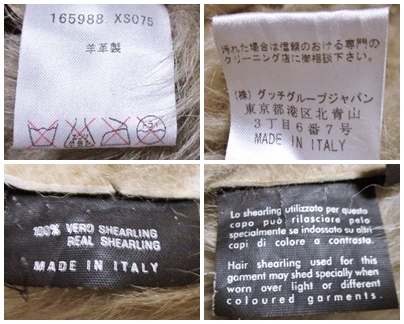 165988 XS075
羊革製
汚れた場合は信頼のおける専門の
クリーニング店に御相談下さい。
(株) グッチグループジャパン
東京都港区北青山
3丁目6番7号
MADE IN ITALY
100% VERO SHEARLING
REAL SHEARLING
MADE IN ITALY
Lo shearling utilizzato per questo
capo può rilasciare pelo
specialmente se indossato su altri
capi di colore a contrasto.
Hair shearling used for this
garment may shed specially when
worn over light or different
coloured garments.